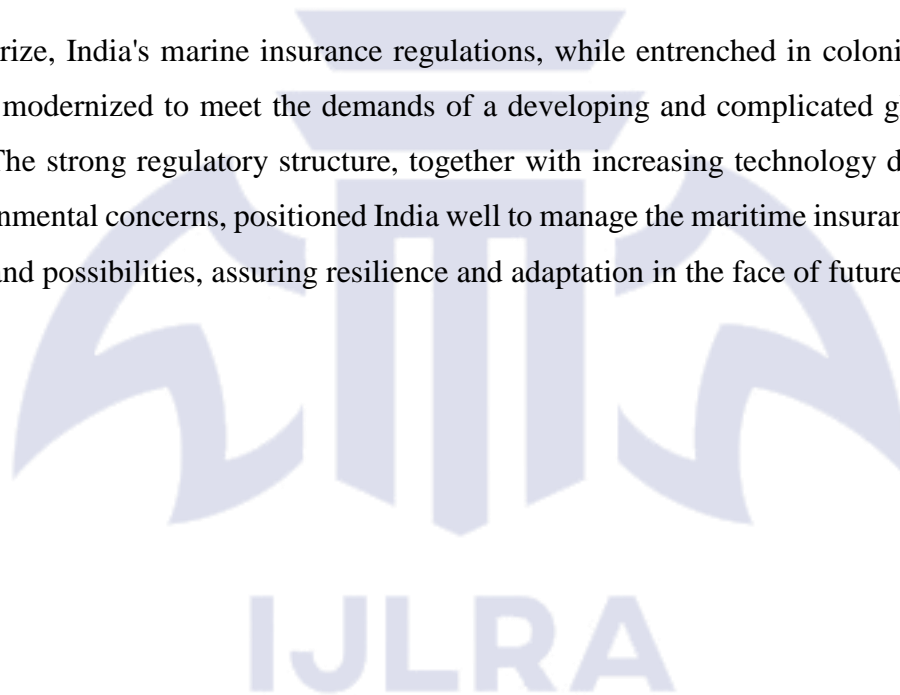 rize, India's marine insurance regulations, while entrenched in coloni
modernized to meet the demands of a developing and complicated g
The strong regulatory structure, together with increasing technology d
nmental concerns, positioned India well to manage the maritime insuran
and possibilities, assuring resilience and adaptation in the face of future
IJLRA